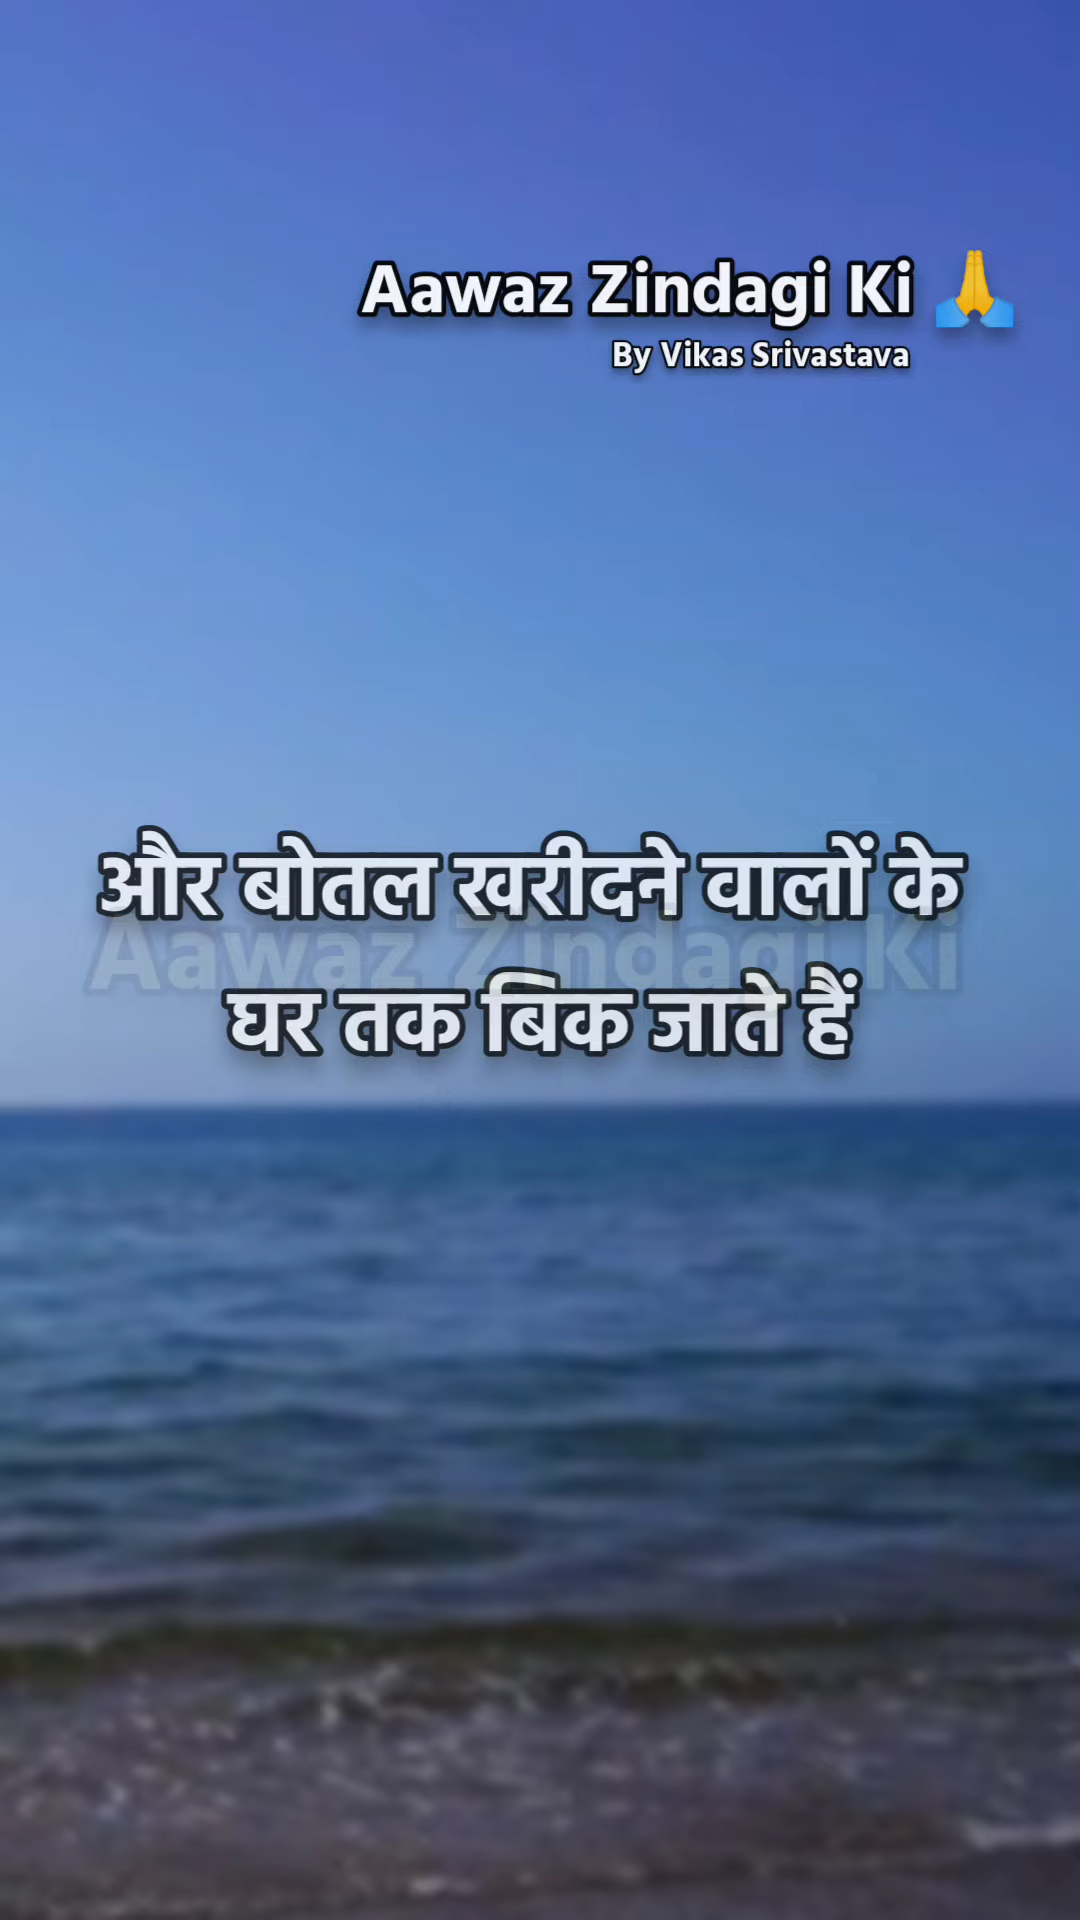 Aawaz Zindagi Ki 🙏
By Vikas Srivastava
और बोतल खरीदने वालों के
Aawaz Zindagi Ki
घर तक बिक जाते हैं